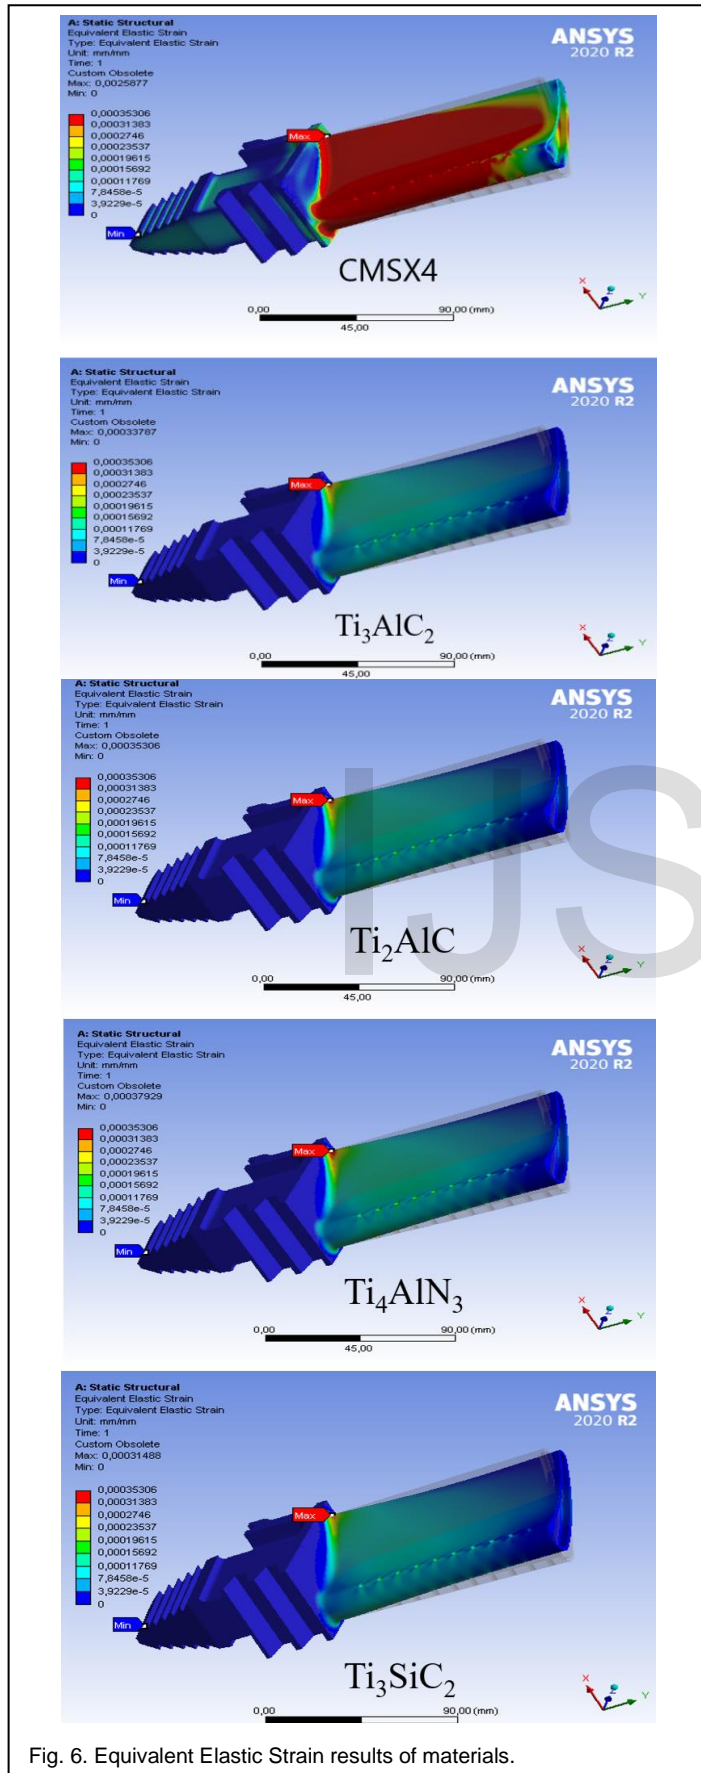 A: Static Structural
Equivalent Elastic Strain
Type: Equivalent Elastic Strain
Unit: mm/mm
Time: 1
Custom Obsolete
Max: 0,0025877
Min: 0
ANSYS
2020 R2
0,00035306
0,00031383
0,0002746
0,00023537
0,00019615
0,00015692
0,00011769
7,8458e-5
3,9229e-5
0
Max
Min
CMSX4
0,00
90,00 (mm)
45,00
X
Z
Y
A: Static Structural
Equivalent Elastic Strain
Type: Equivalent Elastic Strain
Unit: mm/mm
Time: 1
Custom Obsolete
Max: 0,00033787
Min: 0
ANSYS
2020 R2
0,00035306
0,00031383
0,0002746
0,00023537
0,00019615
0,00015692
0,00011769
7,8458e-5
3,9229e-5
0
Max
Min
Ti₃AlC₂
0,00
90,00 (mm)
45,00
X
Z
Y
A: Static Structural
Equivalent Elastic Strain
Type: Equivalent Elastic Strain
Unit: mm/mm
Time: 1
Custom Obsolete
Max: 0,00035306
Min: 0
ANSYS
2020 R2
0,00035306
0,00031383
0,0002746
0,00023537
0,00019615
0,00015692
0,00011769
7,8458e-5
3,9229e-5
0
Max
Min
IJS
Ti₂AlC
0,00
90,00 (mm)
45,00
X
Z
Y
A: Static Structural
Equivalent Elastic Strain
Type: Equivalent Elastic Strain
Unit: mm/mm
Time: 1
Custom Obsolete
Max: 0,00037929
Min: 0
ANSYS
2020 R2
0,00035306
0,00031383
0,0002746
0,00023537
0,00019615
0,00015692
0,00011769
7,8458e-5
3,9229e-5
0
Max
Min
Ti₄AlN₃
0,00
90,00 (mm)
45,00
X
Z
Y
A: Static Structural
Equivalent Elastic Strain
Type: Equivalent Elastic Strain
Unit: mm/mm
Time: 1
Custom Obsolete
Max: 0,00031488
Min: 0
ANSYS
2020 R2
0,00035306
0,00031383
0,0002746
0,00023537
0,00019615
0,00015692
0,00011769
7,8458e-5
3,9229e-5
0
Max
Min
Ti₃SiC₂
0,00
90,00 (mm)
X
Z
Y
Fig. 6. Equivalent Elastic Strain results of materials.